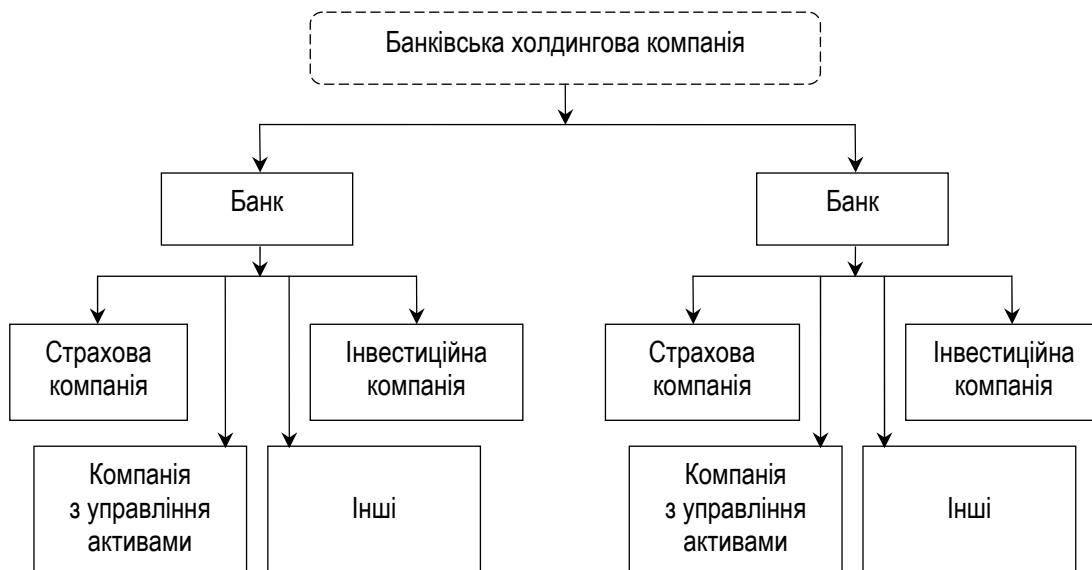 Банківська холдингова компанія
Банк
Банк
Страхова
компанія
Інвестиційна
компанія
Страхова
компанія
Інвестиційна
компанія
Компанія
з управління
активами
Інші
Компанія
з управління
активами
Інші